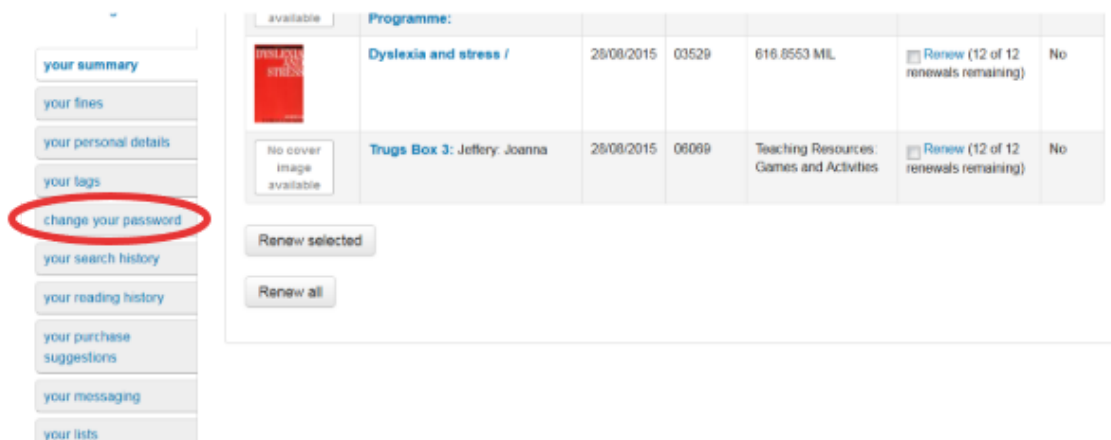 your summary
your fines
your personal details
your tags
change your password
your search history
your reading history
your purchase
suggestions
your messaging
your lists
available
Programme:
DYSLEXIA
AND
STRESS
Dyslexia and stress /
28/08/2015
03529
616.8553 MIL
Renew (12 of 12
renewals remaining)
No
No cover
image
available
Trugs Box 3: Jeffery: Joanna
28/08/2015
06069
Teaching Resources:
Games and Activities
Renew (12 of 12
renewals remaining)
No
Renew selected
Renew all